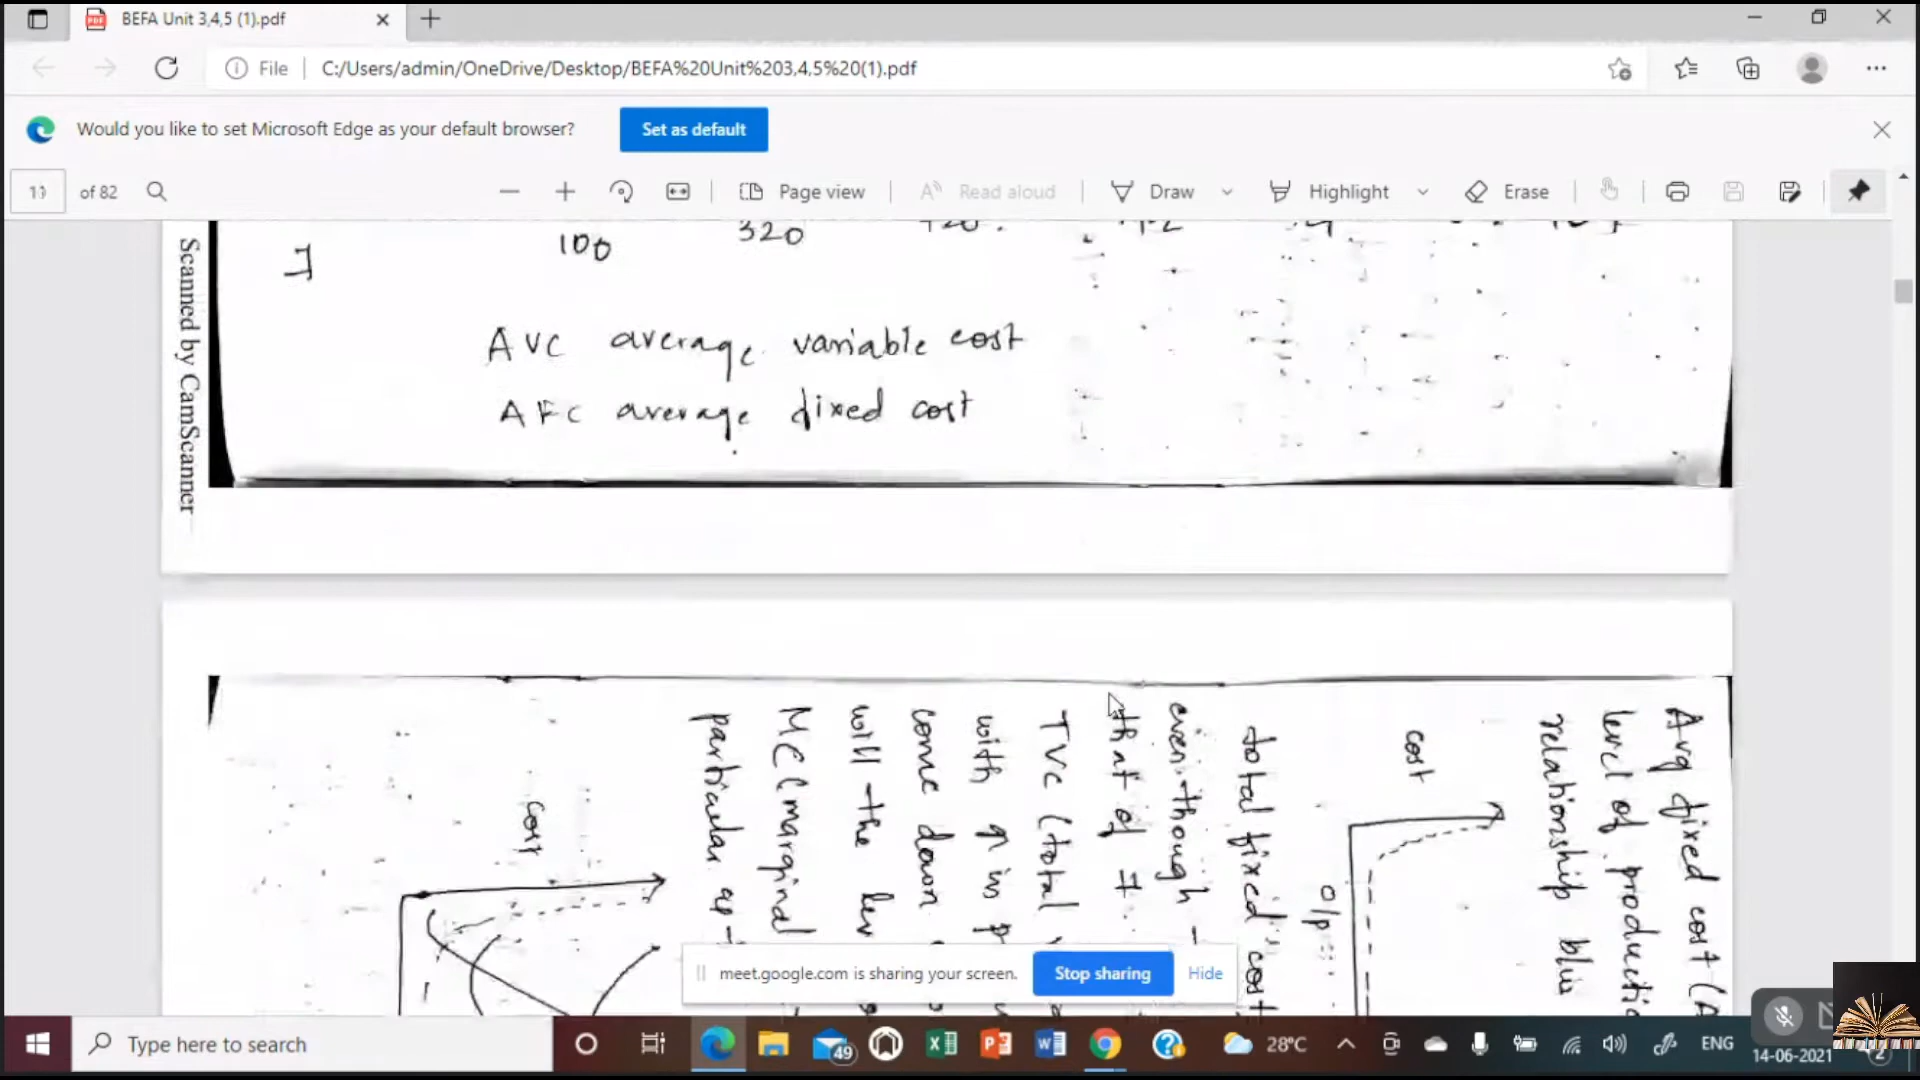 BEFA Unit 3,4,5 (1).pdf
File
C:/Users/admin/OneDrive/Desktop/BEFA%20Unit%203,4,5%20(1).pdf
Would you like to set Microsoft Edge as your default browser?
Set as default
of 82
Page view
Read aloud
Draw
Highlight
Erase
Scanned by CamScanner
7
100
320
AVC average variable cost
AFC average fixed cost
Avg fixed cost
level of
relationship
cost
o/p
total fixed cost
even though
that of
TVC (total
with
come down
will the
MC (marginal
particular
cost
meet.google.com is sharing your screen.
Stop sharing
Hide
Type here to search
49
28°C
ENG
14-06-2021
2